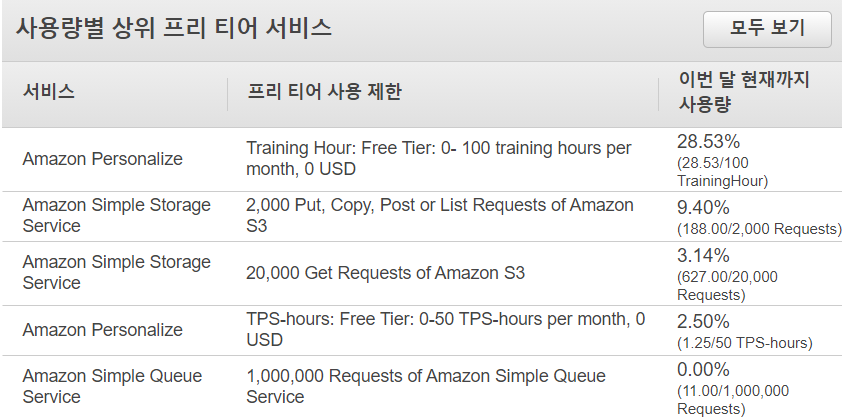 사용량별 상위 프리 티어 서비스
모두 보기
서비스
프리 티어 사용 제한
이번 달 현재까지
사용량
Amazon Personalize
Training Hour: Free Tier: 0- 100 training hours per
month, 0 USD
28.53%
(28.53/100
TrainingHour)
Amazon Simple Storage
Service
2,000 Put, Copy, Post or List Requests of Amazon
S3
9.40%
(188.00/2,000 Requests)
Amazon Simple Storage
Service
20,000 Get Requests of Amazon S3
3.14%
(627.00/20,000
Requests)
Amazon Personalize
TPS-hours: Free Tier: 0-50 TPS-hours per month, 0
USD
2.50%
(1.25/50 TPS-hours)
Amazon Simple Queue
Service
1,000,000 Requests of Amazon Simple Queue
Service
0.00%
(11.00/1,000,000
Requests)